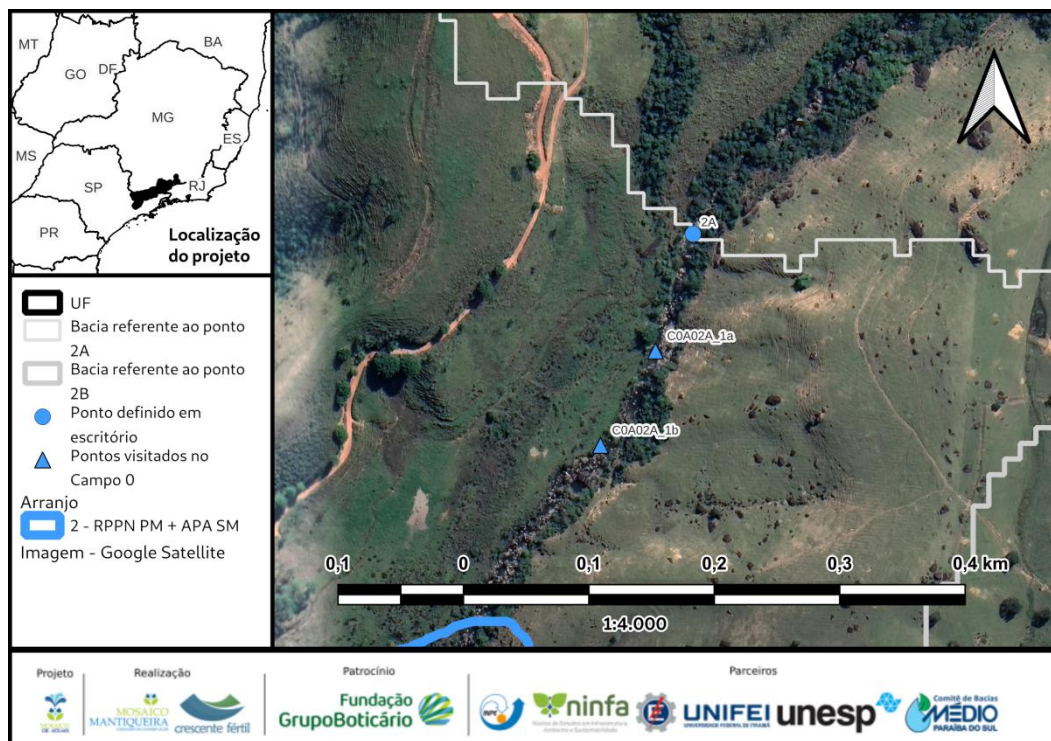 MT
BA
GO
DF
MG
ES
MS
SP
RJ
PR
Localização
do projeto
UF
Bacia referente ao ponto
2A
Bacia referente ao ponto
2B
Ponto definido em
escritório
Pontos visitados no
Campo 0
Arranjo
2 - RPPN PM + APA SM
Imagem - Google Satellite
2A
C0A02A_1a
C0A02A_1b
0,1 0 0,1 0,2 0,3 0,4 km
1:4.000
Projeto
Realização
Patrocínio
Parceiros
MOSAICO
MANTIQUEIRA
crescente fértil
Fundação
GrupoBoticário
INPE
ninfa
UNIFEI
unesp
Comitê de Bacias
MÉDIO
PARAÍBA DO SUL